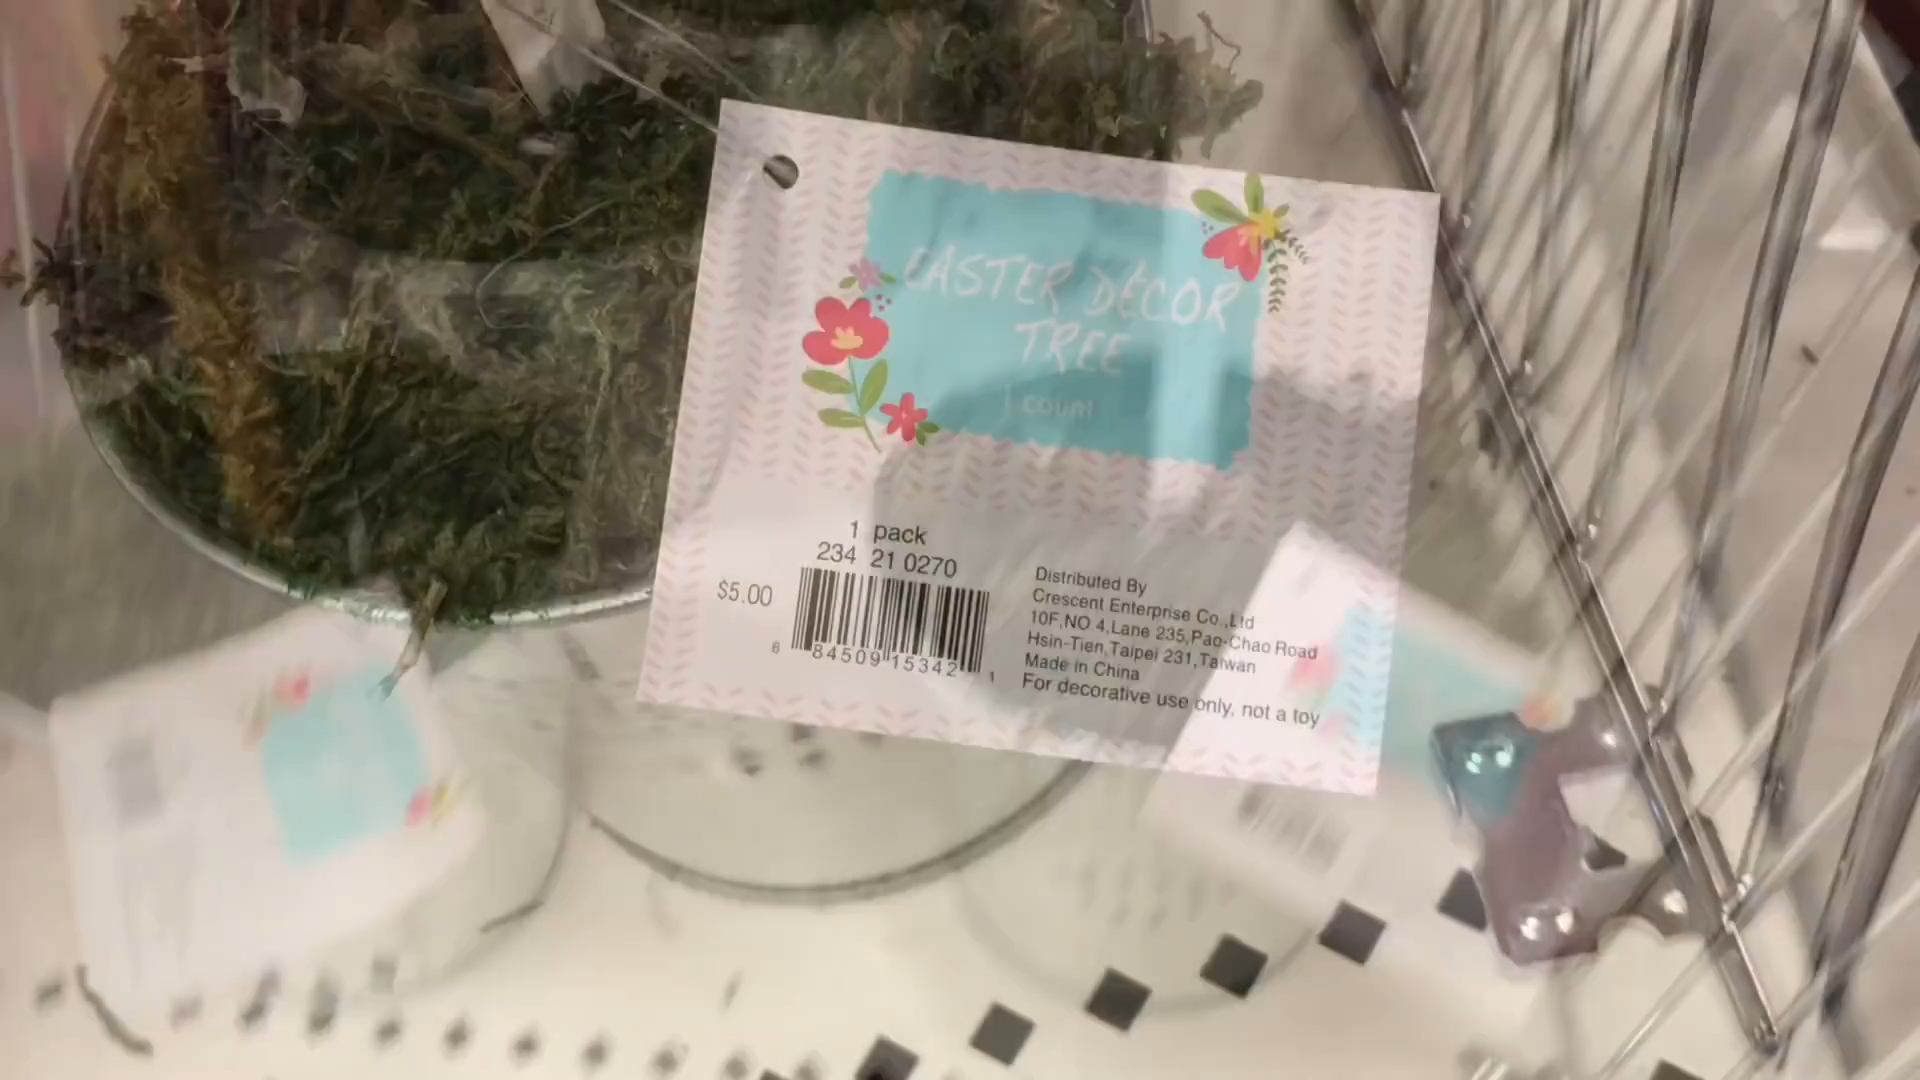 EASTER DÉCOR
TREE
1 count
1 pack
234 21 0270
$5.00
6 84509 15342 1
Distributed By
Crescent Enterprise Co.,Ltd
10F,NO 4,Lane 235,Pao-Chao Road
Hsin-Tien,Taipei 231,Taiwan
Made in China
For decorative use only, not a toy